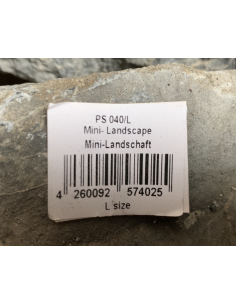 PS 040/L
Mini- Landscape
Mini-Landschaft
4 260092 574025
L size